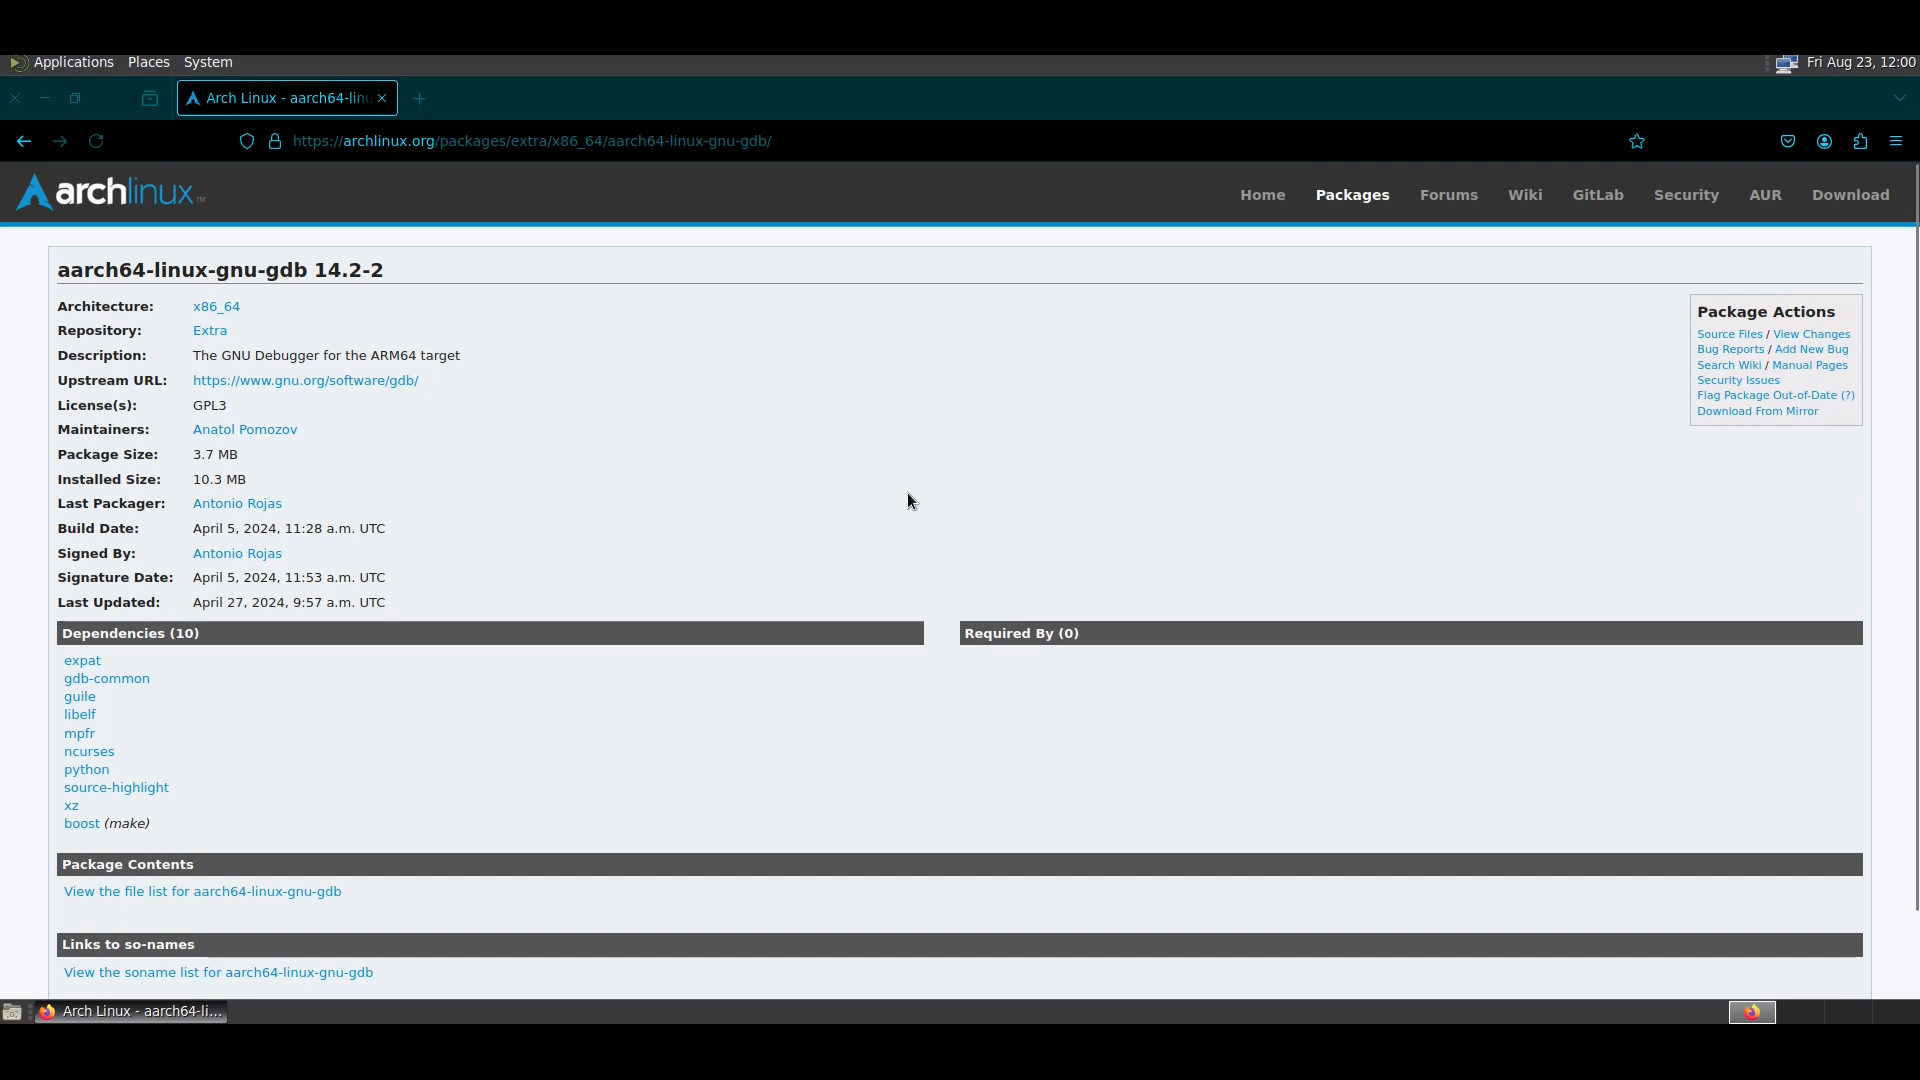 Applications Places System
Fri Aug 23, 12:00
Arch Linux - aarch64-linu
https://archlinux.org/packages/extra/x86_64/aarch64-linux-gnu-gdb/
archlinux™
Home Packages Forums Wiki GitLab Security AUR Download
aarch64-linux-gnu-gdb 14.2-2
Architecture: x86_64
Repository: Extra
Description: The GNU Debugger for the ARM64 target
Upstream URL: https://www.gnu.org/software/gdb/
License(s): GPL3
Maintainers: Anatol Pomozov
Package Size: 3.7 MB
Installed Size: 10.3 MB
Last Packager: Antonio Rojas
Build Date: April 5, 2024, 11:28 a.m. UTC
Signed By: Antonio Rojas
Signature Date: April 5, 2024, 11:53 a.m. UTC
Last Updated: April 27, 2024, 9:57 a.m. UTC
Package Actions
Source Files / View Changes
Bug Reports / Add New Bug
Search Wiki / Manual Pages
Security Issues
Flag Package Out-of-Date (?)
Download From Mirror
Dependencies (10)
expat
gdb-common
guile
libelf
mpfr
ncurses
python
source-highlight
xz
boost (make)
Required By (0)
Package Contents
View the file list for aarch64-linux-gnu-gdb
Links to so-names
View the soname list for aarch64-linux-gnu-gdb
Arch Linux - aarch64-li...